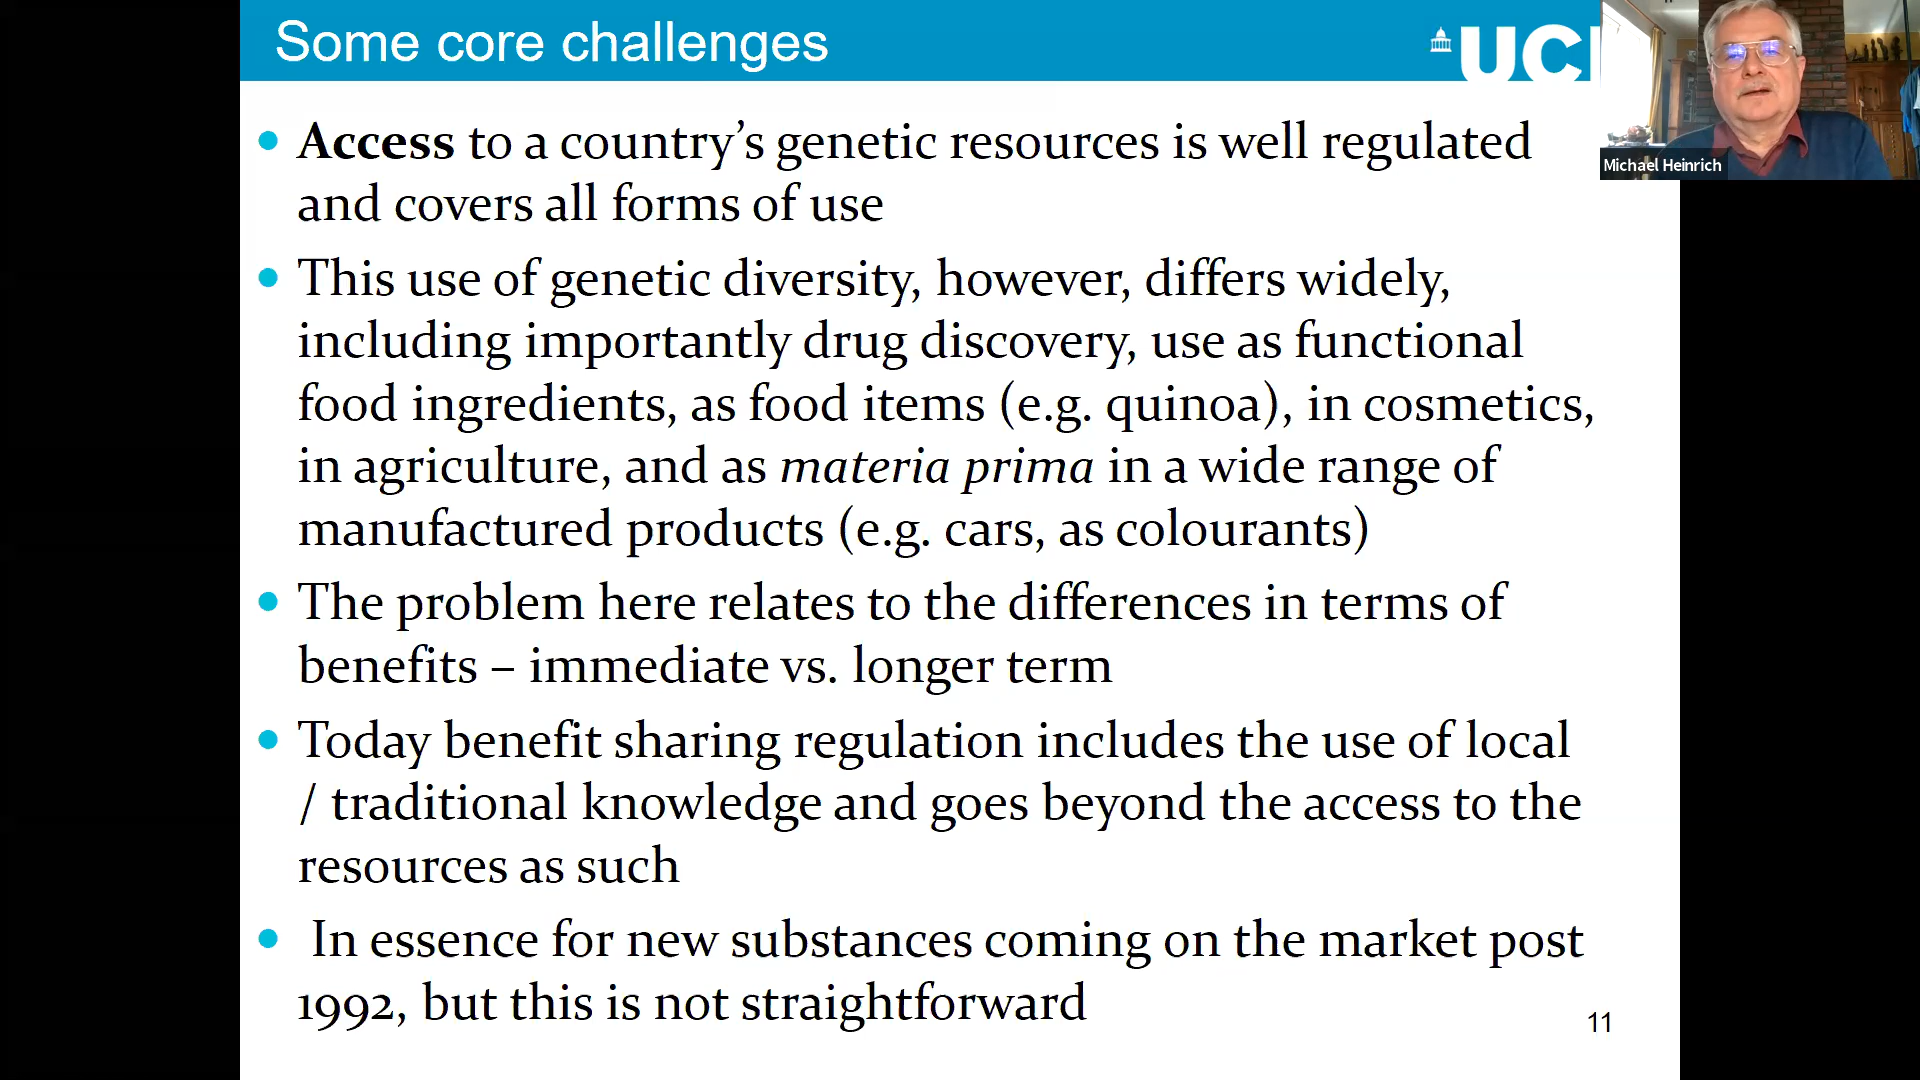 Some core challenges
UCL
Michael Heinrich
• Access to a country’s genetic resources is well regulated
and covers all forms of use
• This use of genetic diversity, however, differs widely,
including importantly drug discovery, use as functional
food ingredients, as food items (e.g. quinoa), in cosmetics,
in agriculture, and as materia prima in a wide range of
manufactured products (e.g. cars, as colourants)
• The problem here relates to the differences in terms of
benefits – immediate vs. longer term
• Today benefit sharing regulation includes the use of local
/ traditional knowledge and goes beyond the access to the
resources as such
• In essence for new substances coming on the market post
1992, but this is not straightforward
11